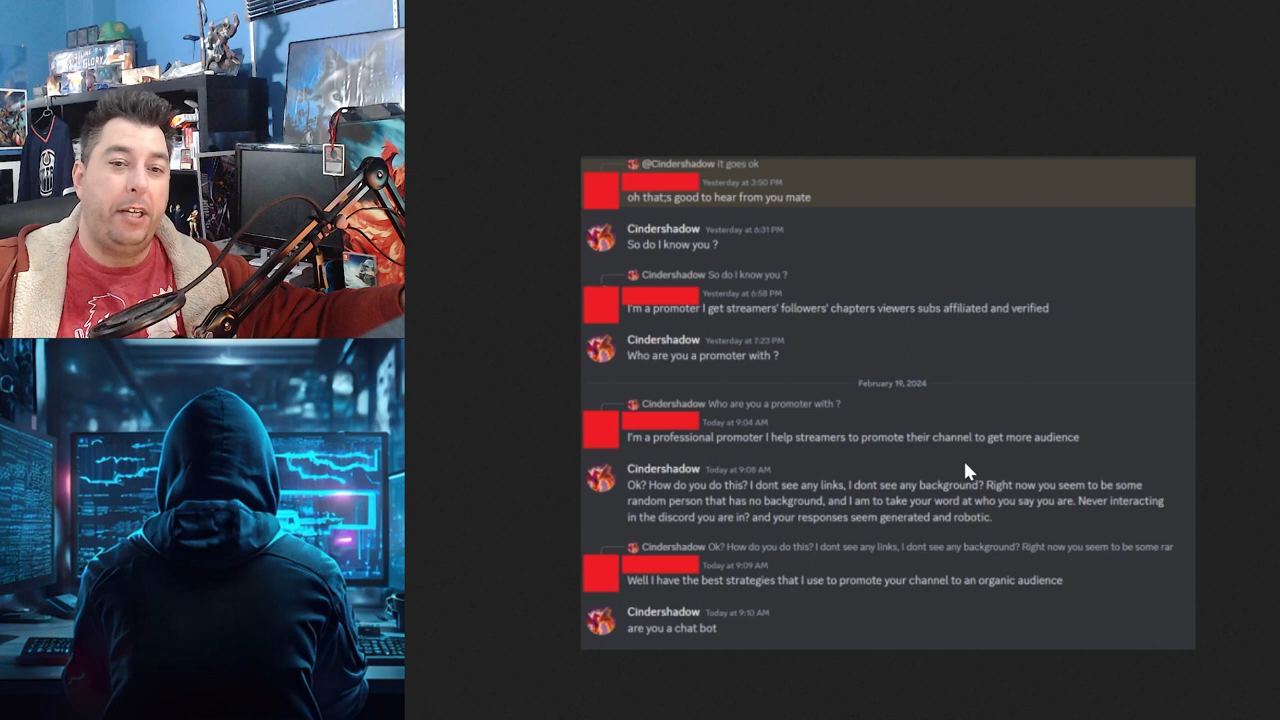 GLORY
@Cindershadow It goes ok
Yesterday at 3:50 PM
oh that;s good to hear from you mate
Cindershadow Yesterday at 6:31 PM
So do I know you ?
Cindershadow So do I know you ?
Yesterday at 6:58 PM
I'm a promoter I get streamers' followers' chapters viewers subs affiliated and verified
Cindershadow Yesterday at 7:23 PM
Who are you a promoter with ?
February 19, 2024
Cindershadow Who are you a promoter with ?
Today at 9:04 AM
I'm a professional promoter I help streamers to promote their channel to get more audience
Cindershadow Today at 9:08 AM
Ok? How do you do this? I dont see any links, I dont see any background? Right now you seem to be some
random person that has no background, and I am to take your word at who you say you are. Never interacting
in the discord you are in? and your responses seem generated and robotic.
Cindershadow Ok? How do you do this? I dont see any links, I dont see any background? Right now you seem to be some rar
Today at 9:09 AM
Well I have the best strategies that I use to promote your channel to an organic audience
Cindershadow Today at 9:10 AM
are you a chat bot